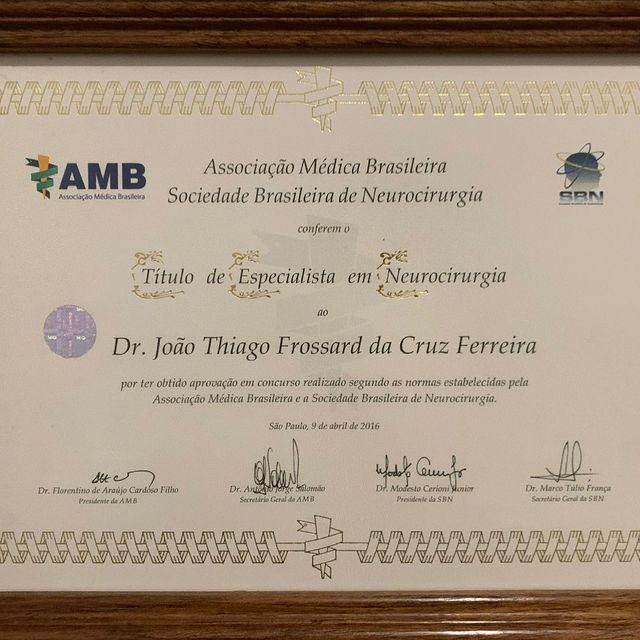 AMB
Associação Médica Brasileira
Associação Médica Brasileira
Sociedade Brasileira de Neurocirurgia
SBN
conferem o
Título de Especialista em Neurocirurgia
ao
Dr. João Thiago Frossard da Cruz Ferreira
por ter obtido aprovação em concurso realizado segundo as normas estabelecidas pela
Associação Médica Brasileira e a Sociedade Brasileira de Neurocirurgia.
São Paulo, 9 de abril de 2016
Dr. Florentino de Araújo Cardoso Filho
Presidente da AMB
Dr. Antônio Jorge Salomão
Secretário Geral da AMB
Dr. Modesto Cerioni Junior
Presidente da SBN
Dr. Marco Túlio França
Secretário Geral da SBN